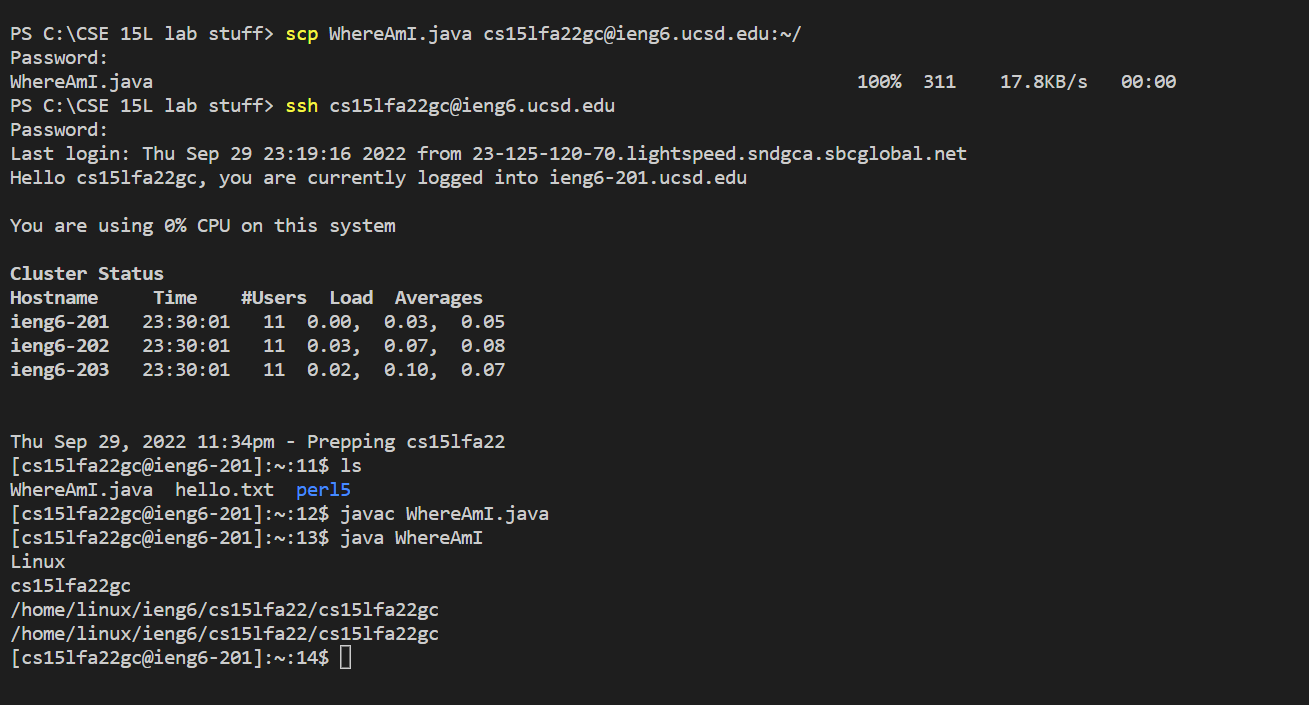 PS C:\CSE 15L lab stuff> scp WhereAmI.java cs15lfa22gc@ieng6.ucsd.edu:~/
Password:
WhereAmI.java 100% 311 17.8KB/s 00:00
PS C:\CSE 15L lab stuff> ssh cs15lfa22gc@ieng6.ucsd.edu
Password:
Last login: Thu Sep 29 23:19:16 2022 from 23-125-120-70.lightspeed.sndgca.sbcglobal.net
Hello cs15lfa22gc, you are currently logged into ieng6-201.ucsd.edu
You are using 0% CPU on this system
Cluster Status
Hostname Time #Users Load Averages
ieng6-201 23:30:01 11 0.00, 0.03, 0.05
ieng6-202 23:30:01 11 0.03, 0.07, 0.08
ieng6-203 23:30:01 11 0.02, 0.10, 0.07
Thu Sep 29, 2022 11:34pm - Prepping cs15lfa22
[cs15lfa22gc@ieng6-201]:~:11$ ls
WhereAmI.java hello.txt perl5
[cs15lfa22gc@ieng6-201]:~:12$ javac WhereAmI.java
[cs15lfa22gc@ieng6-201]:~:13$ java WhereAmI
Linux
cs15lfa22gc
/home/linux/ieng6/cs15lfa22/cs15lfa22gc
/home/linux/ieng6/cs15lfa22/cs15lfa22gc
[cs15lfa22gc@ieng6-201]:~:14$